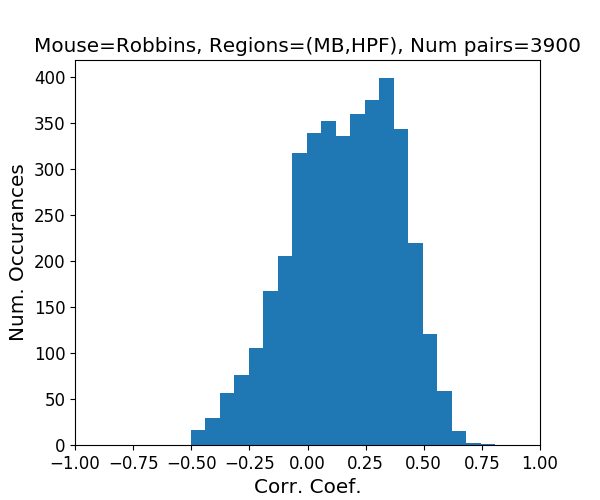 Mouse=Robbins, Regions=(MB,HPF), Num pairs=3900
400
350
300
250
200
150
100
50
0
Num. Occurances
−1.00 −0.75 −0.50 −0.25 0.00 0.25 0.50 0.75 1.00
Corr. Coef.